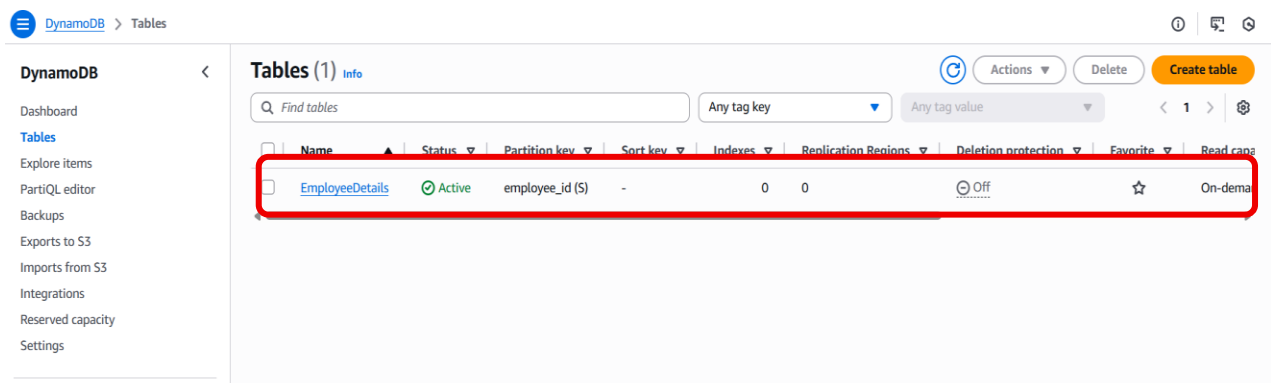 DynamoDB > Tables
DynamoDB
Dashboard
Tables
Explore items
PartiQL editor
Backups
Exports to S3
Imports from S3
Integrations
Reserved capacity
Settings
Tables (1) Info
Actions
Delete
Create table
Find tables
Any tag key
Any tag value
1
Name Status Partition key Sort key Indexes Replication Regions Deletion protection Favorite Read capa
EmployeeDetails Active employee_id (S) - 0 0 Off On-dema